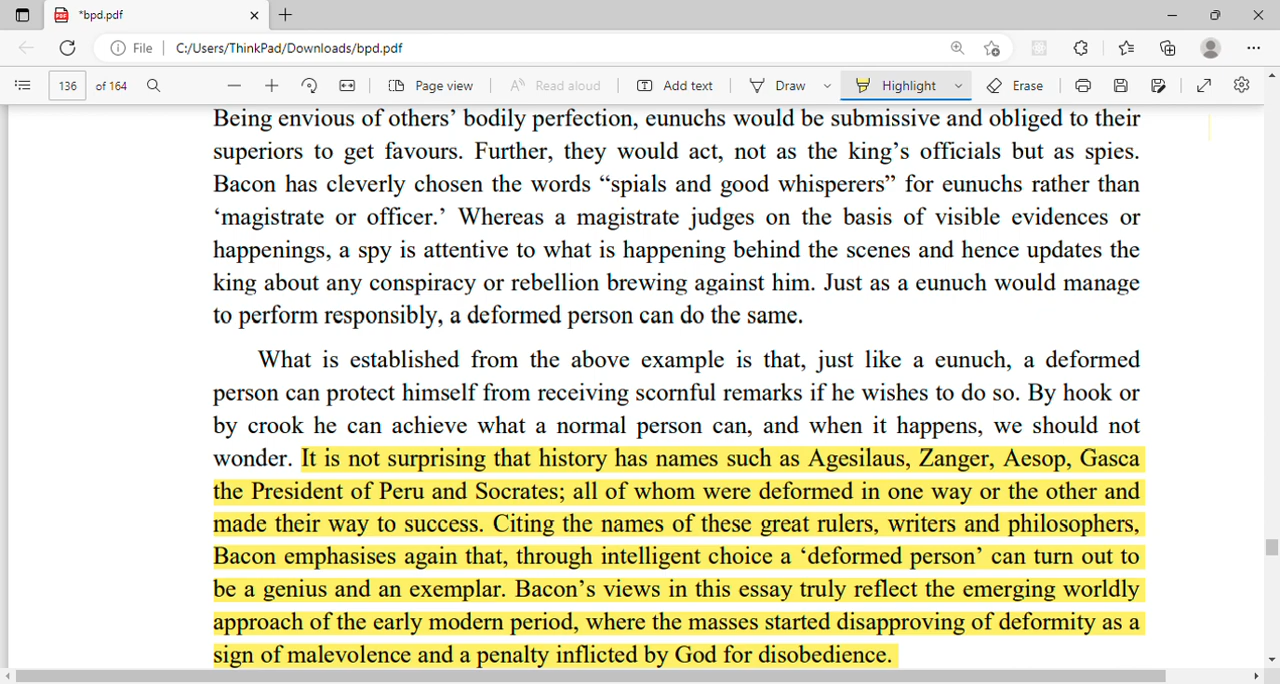 *bpd.pdf
File C:/Users/ThinkPad/Downloads/bpd.pdf
136 of 164 Page view Read aloud Add text Draw Highlight Erase
Being envious of others’ bodily perfection, eunuchs would be submissive and obliged to their
superiors to get favours. Further, they would act, not as the king’s officials but as spies.
Bacon has cleverly chosen the words “spials and good whisperers” for eunuchs rather than
‘magistrate or officer.’ Whereas a magistrate judges on the basis of visible evidences or
happenings, a spy is attentive to what is happening behind the scenes and hence updates the
king about any conspiracy or rebellion brewing against him. Just as a eunuch would manage
to perform responsibly, a deformed person can do the same.
What is established from the above example is that, just like a eunuch, a deformed
person can protect himself from receiving scornful remarks if he wishes to do so. By hook or
by crook he can achieve what a normal person can, and when it happens, we should not
wonder. It is not surprising that history has names such as Agesilaus, Zanger, Aesop, Gasca
the President of Peru and Socrates; all of whom were deformed in one way or the other and
made their way to success. Citing the names of these great rulers, writers and philosophers,
Bacon emphasises again that, through intelligent choice a ‘deformed person’ can turn out to
be a genius and an exemplar. Bacon’s views in this essay truly reflect the emerging worldly
approach of the early modern period, where the masses started disapproving of deformity as a
sign of malevolence and a penalty inflicted by God for disobedience.